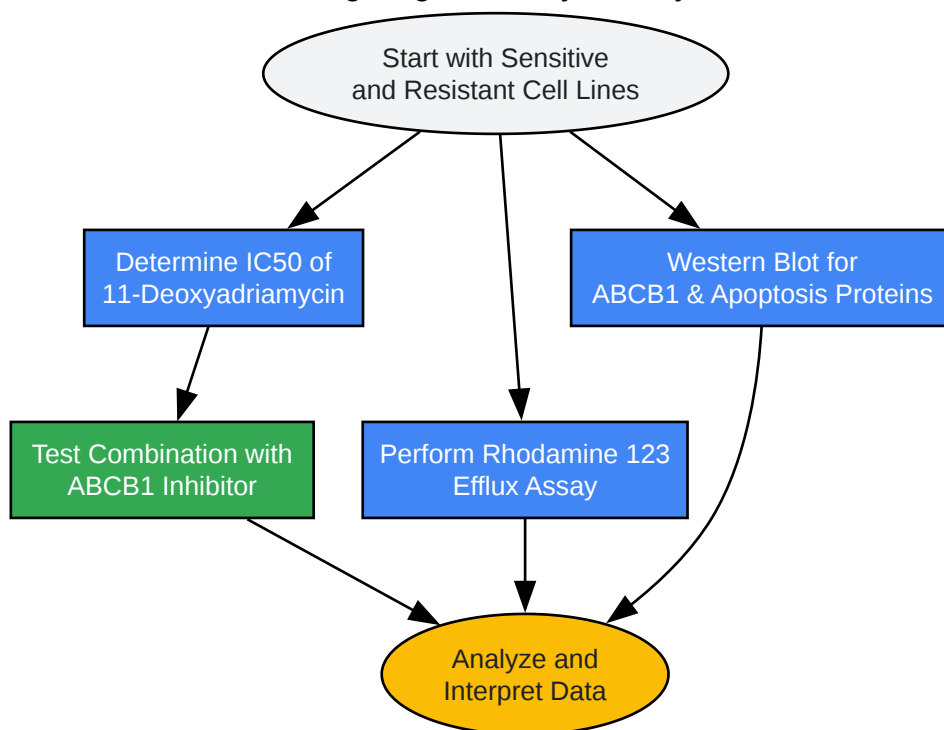 Start with Sensitive
and Resistant Cell Lines
Determine IC50 of
11-Deoxyadriamycin
Western Blot for
ABCB1 & Apoptosis Proteins
Test Combination with
ABCB1 Inhibitor
Perform Rhodamine 123
Efflux Assay
Analyze and
Interpret Data